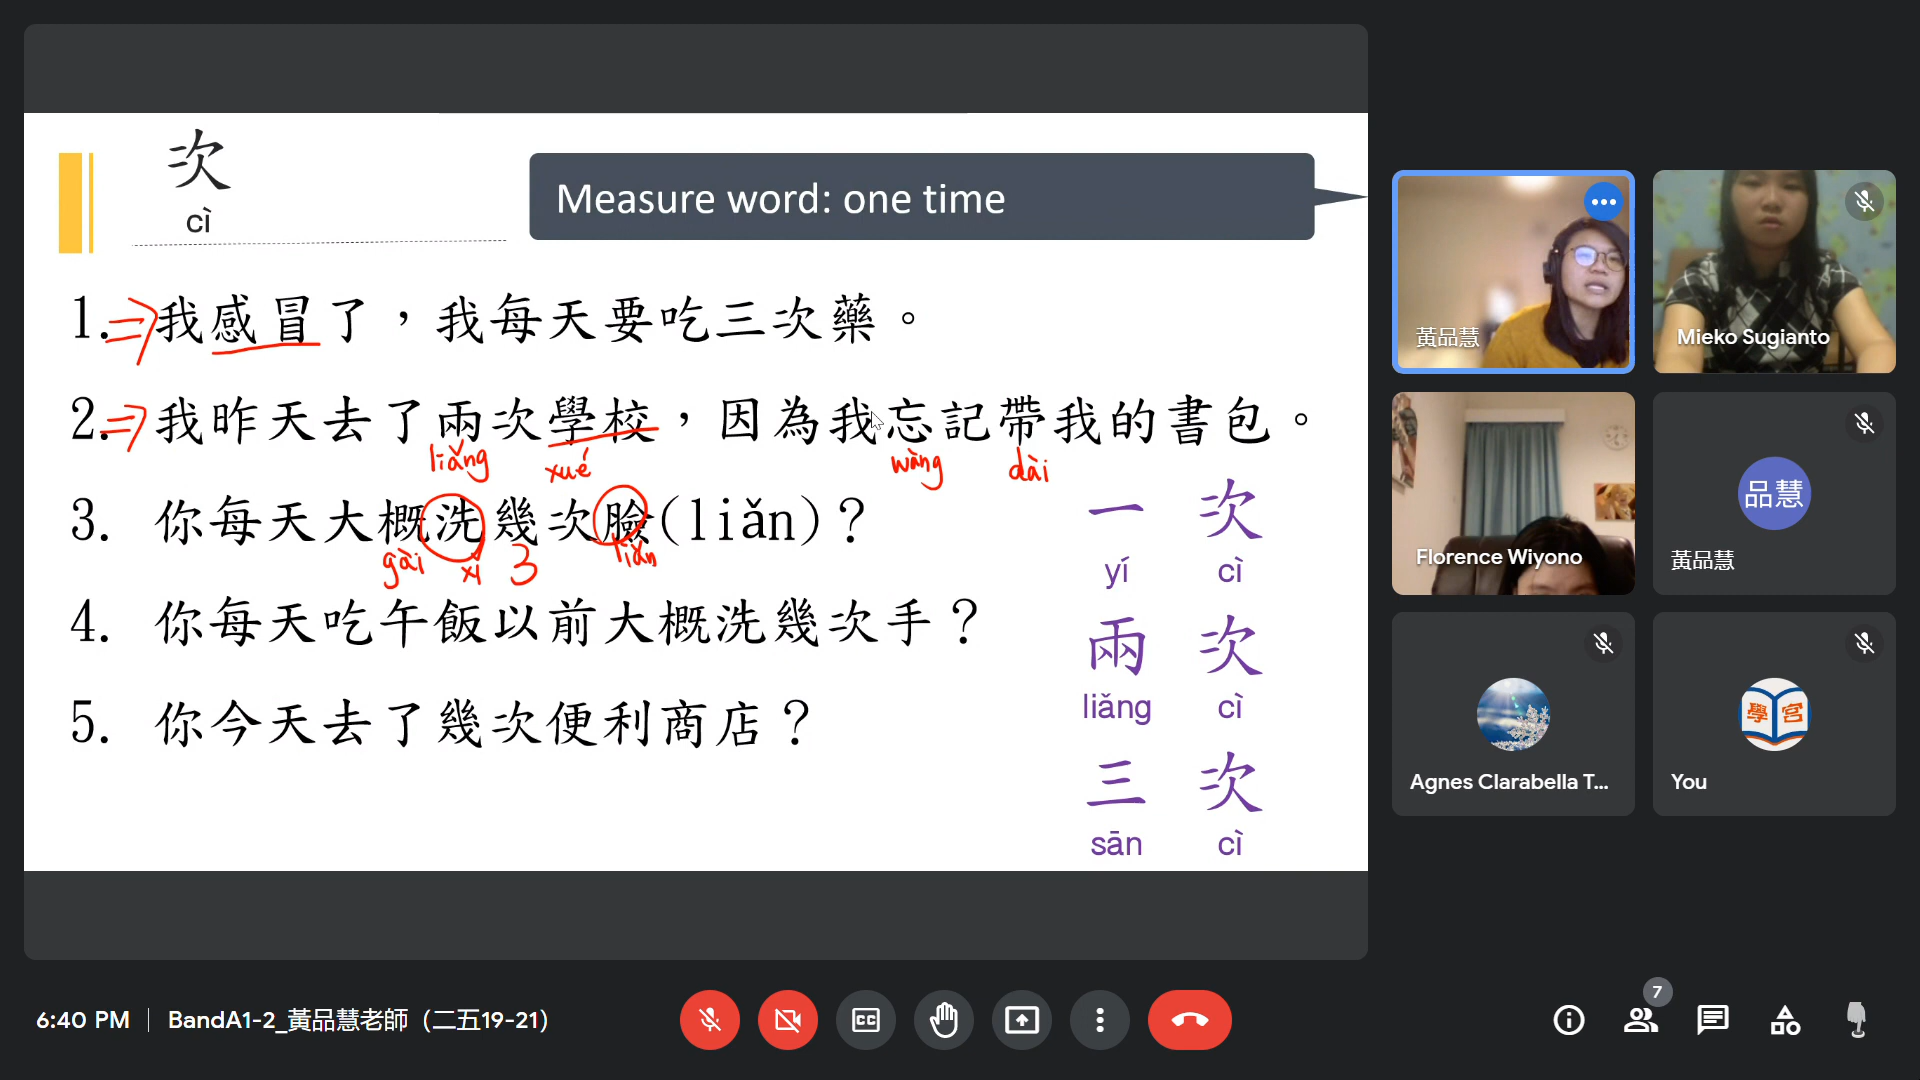 次
cì
Measure word: one time
1. 我感冒了，我每天要吃三次藥。
2. 我昨天去了兩次學校，因為我忘記帶我的書包。
liǎng xué wàng dài
3. 你每天大概洗幾次臉(liǎn)？
gài xǐ 3 liǎn
4. 你每天吃午飯以前大概洗幾次手？
5. 你今天去了幾次便利商店？
一 次
yí cì
兩 次
liǎng cì
三 次
sān cì
黃品慧
Mieko Sugianto
Florence Wiyono
品慧
黃品慧
Agnes Clarabella T...
學宮
You
6:40 PM | BandA1-2_黃品慧老師（二五19-21）
CC
7